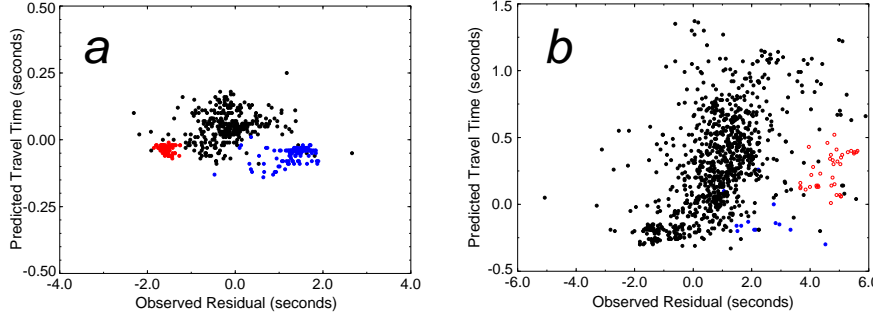 a
Predicted Travel Time (seconds)
0.50
0.25
0.00
-0.25
-0.50
-4.0 -2.0 0.0 2.0 4.0
Observed Residual (seconds)
b
Predicted Travel Time (seconds)
1.5
1.0
0.5
0.0
-0.5
-6.0 -4.0 -2.0 0.0 2.0 4.0 6.0
Observed Residual (seconds)